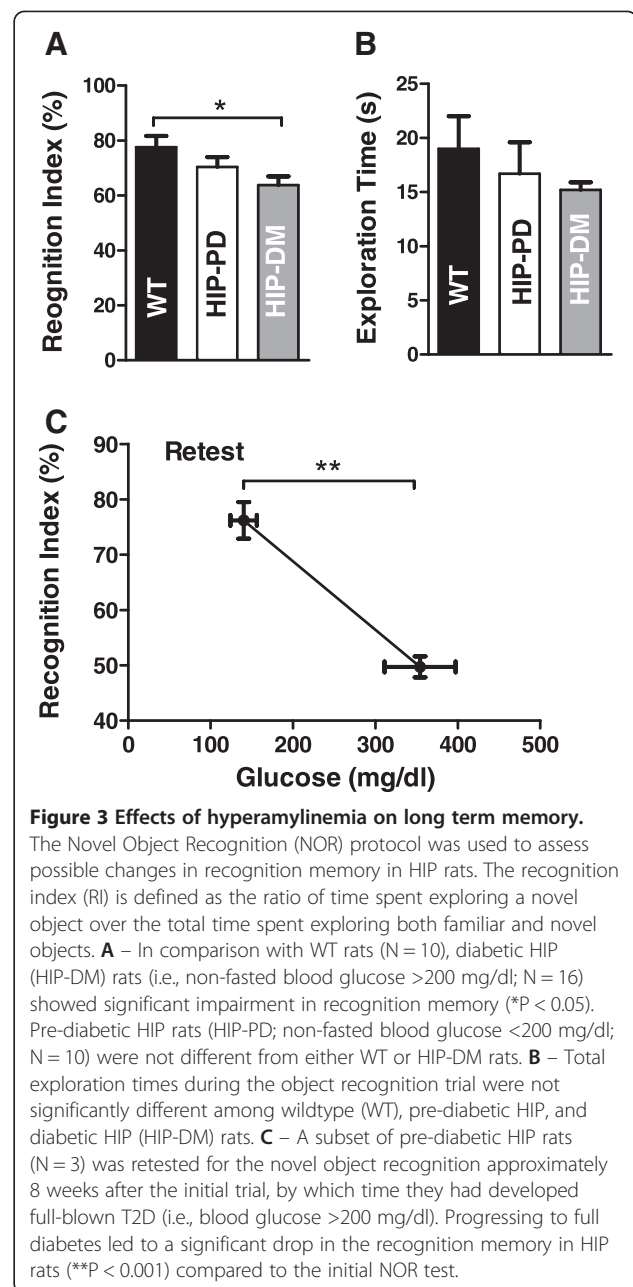 A
B
Reognition Index (%)
100
80
60
40
20
0
*
WT
HIP-PD
HIP-DM
Exploration Time (s)
25
20
15
10
5
0
WT
HIP-PD
HIP-DM
C
Recognition Index (%)
90
80
70
60
50
40
Retest
**
0 100 200 300 400 500
Glucose (mg/dl)
Figure 3 Effects of hyperamylinemia on long term memory.
The Novel Object Recognition (NOR) protocol was used to assess
possible changes in recognition memory in HIP rats. The recognition
index (RI) is defined as the ratio of time spent exploring a novel
object over the total time spent exploring both familiar and novel
objects. A – In comparison with WT rats (N = 10), diabetic HIP
(HIP-DM) rats (i.e., non-fasted blood glucose >200 mg/dl; N = 16)
showed significant impairment in recognition memory (*P < 0.05).
Pre-diabetic HIP rats (HIP-PD; non-fasted blood glucose <200 mg/dl;
N = 10) were not different from either WT or HIP-DM rats. B – Total
exploration times during the object recognition trial were not
significantly different among wildtype (WT), pre-diabetic HIP, and
diabetic HIP (HIP-DM) rats. C – A subset of pre-diabetic HIP rats
(N = 3) was retested for the novel object recognition approximately
8 weeks after the initial trial, by which time they had developed
full-blown T2D (i.e., blood glucose >200 mg/dl). Progressing to full
diabetes led to a significant drop in the recognition memory in HIP
rats (**P < 0.001) compared to the initial NOR test.